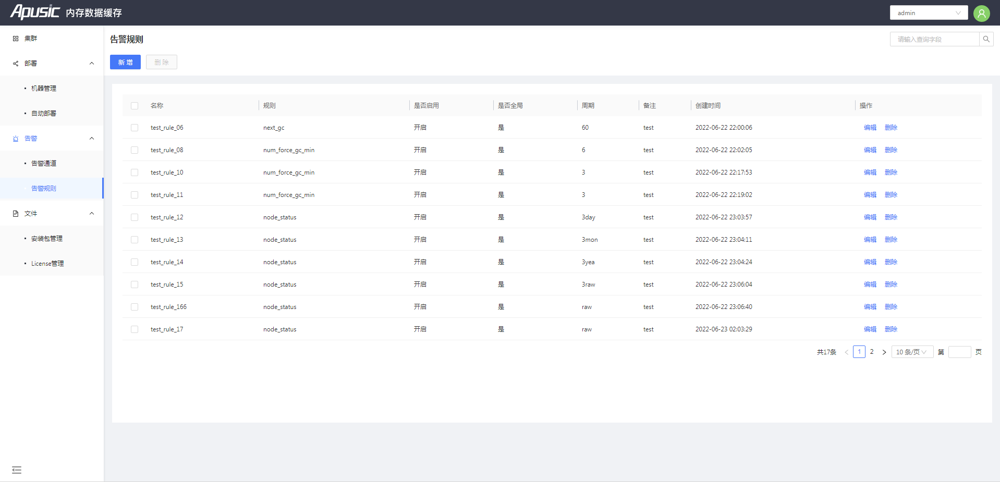 Apusic 内存数据缓存
admin
集群
部署
机器管理
自动部署
告警
告警通道
告警规则
文件
安装包管理
License管理
告警规则
请输入查询字段
新 增 删 除
名称 规则 是否启用 是否全局 周期 备注 创建时间 操作
test_rule_06 next_gc 开启 是 60 test 2022-06-22 22:00:06 编辑 删除
test_rule_08 num_force_gc_min 开启 是 6 test 2022-06-22 22:02:05 编辑 删除
test_rule_10 num_force_gc_min 开启 是 3 test 2022-06-22 22:17:53 编辑 删除
test_rule_11 num_force_gc_min 开启 是 3 test 2022-06-22 22:19:02 编辑 删除
test_rule_12 node_status 开启 是 3day test 2022-06-22 23:03:57 编辑 删除
test_rule_13 node_status 开启 是 3mon test 2022-06-22 23:04:11 编辑 删除
test_rule_14 node_status 开启 是 3yea test 2022-06-22 23:04:24 编辑 删除
test_rule_15 node_status 开启 是 3raw test 2022-06-22 23:06:04 编辑 删除
test_rule_166 node_status 开启 是 raw test 2022-06-22 23:06:40 编辑 删除
test_rule_17 node_status 开启 是 raw test 2022-06-23 02:03:29 编辑 删除
共17条 < 1 2 > 10 条/页 第 页